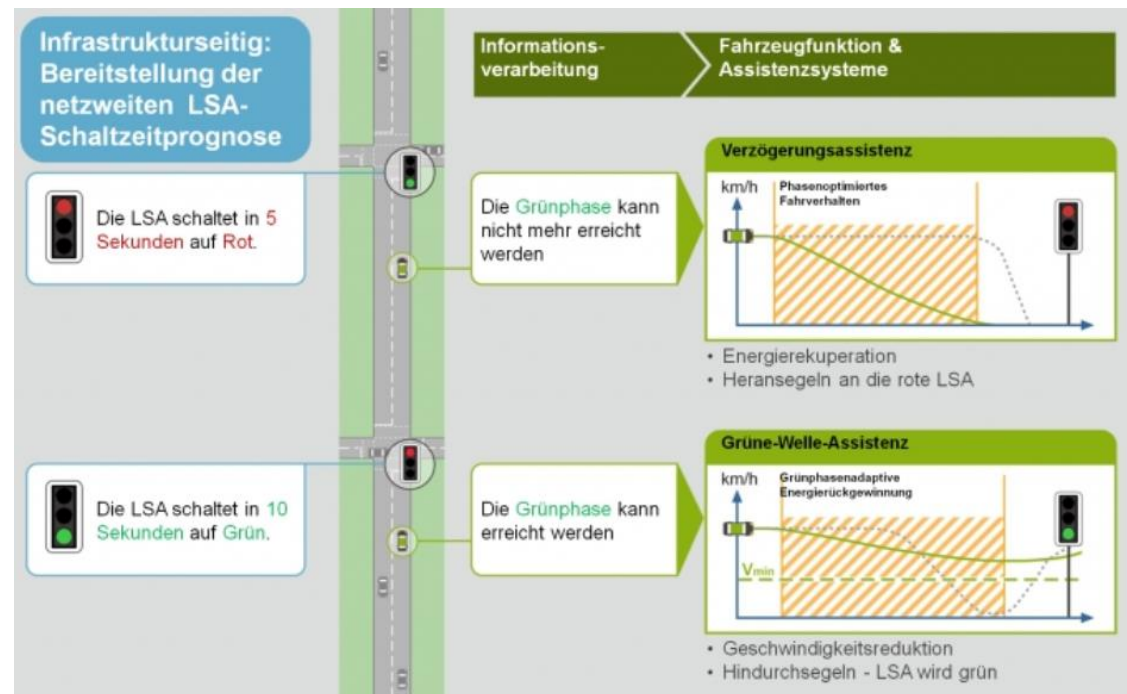 Infrastrukturseitig:
Bereitstellung der
netzweiten LSA-
Schaltzeitprognose
Informations-
verarbeitung
Fahrzeugfunktion &
Assistenzsysteme
Die LSA schaltet in 5
Sekunden auf Rot.
Die Grünphase kann
nicht mehr erreicht
werden
Verzögerungsassistenz
km/h
Phasenoptimiertes
Fahrverhalten
• Energierekuperation
• Heransegeln an die rote LSA
Die LSA schaltet in 10
Sekunden auf Grün.
Die Grünphase kann
erreicht werden
Grüne-Welle-Assistenz
km/h
Grünphasenadaptive
Energierückgewinnung
Vmin
• Geschwindigkeitsreduktion
• Hindurchsegeln - LSA wird grün